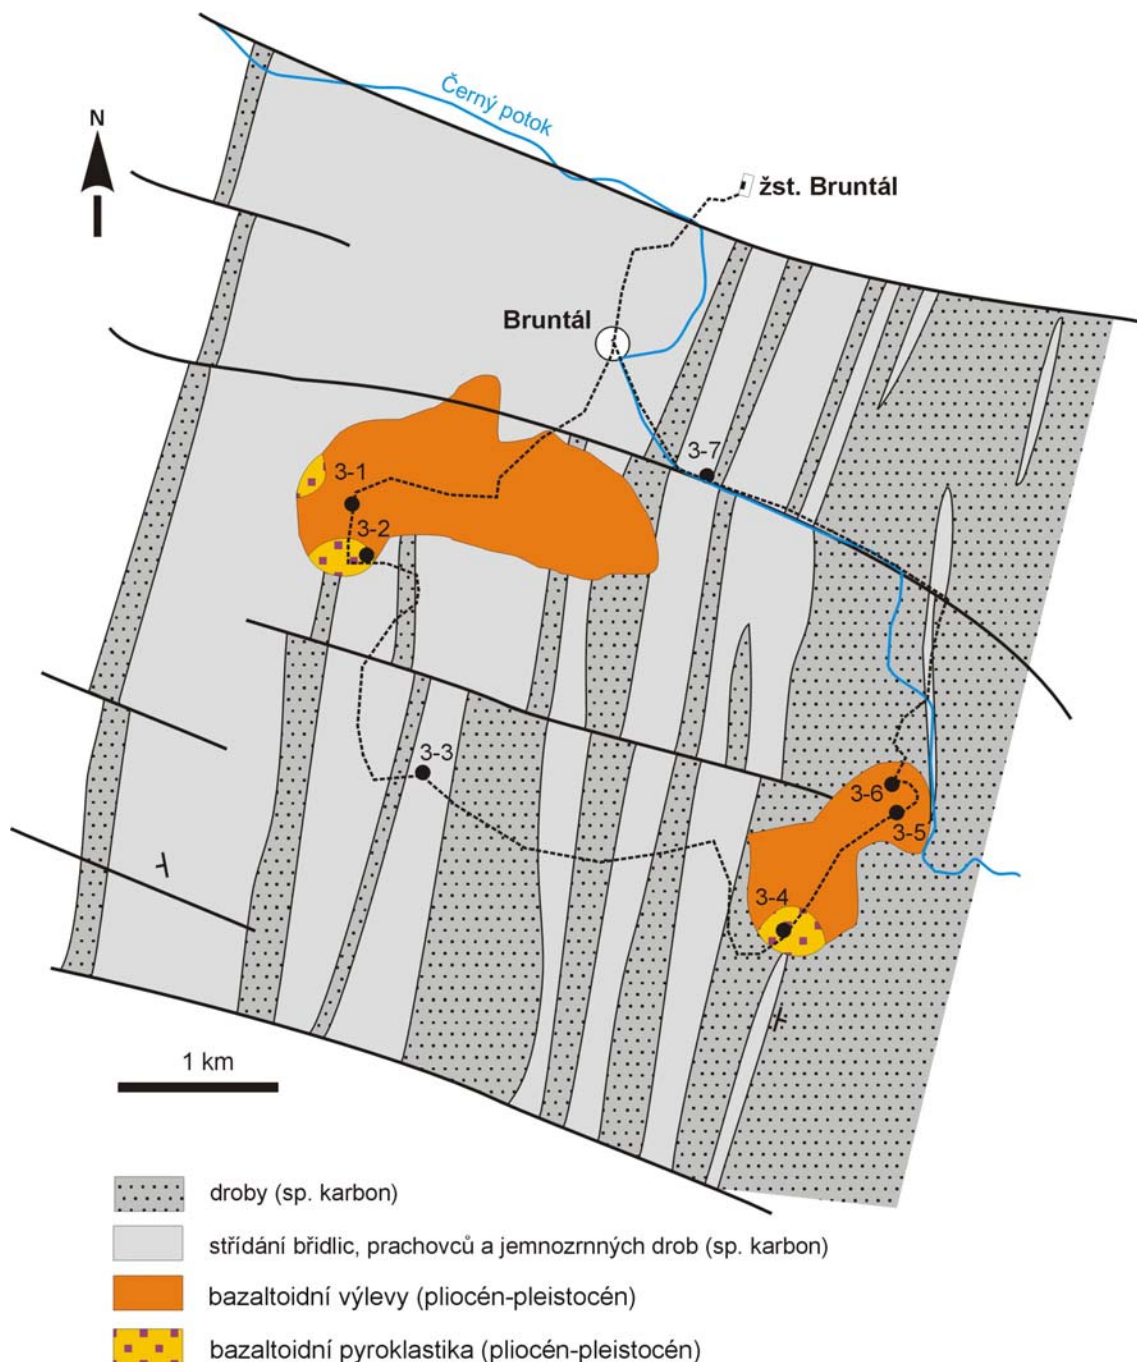 Černý potok
N
žst. Bruntál
Bruntál
3-7
3-1
3-2
3-3
3-6
3-5
3-4
1 km
droby (sp. karbon)
střídání břidlic, prachovců a jemnozrnných drob (sp. karbon)
bazaltoidní výlevy (pliocén-pleistocén)
bazaltoidní pyroklastika (pliocén-pleistocén)